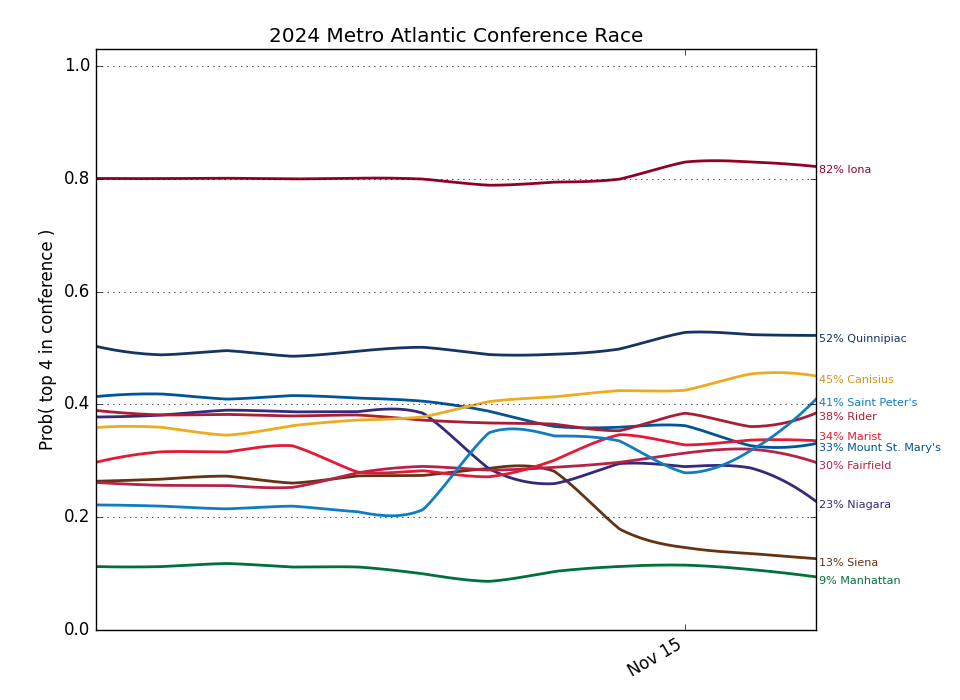 2024 Metro Atlantic Conference Race
Prob( top 4 in conference )
1.0
0.8
0.6
0.4
0.2
0.0
82% Iona
52% Quinnipiac
45% Canisius
41% Saint Peter's
38% Rider
34% Marist
33% Mount St. Mary's
30% Fairfield
23% Niagara
13% Siena
9% Manhattan
Nov 15